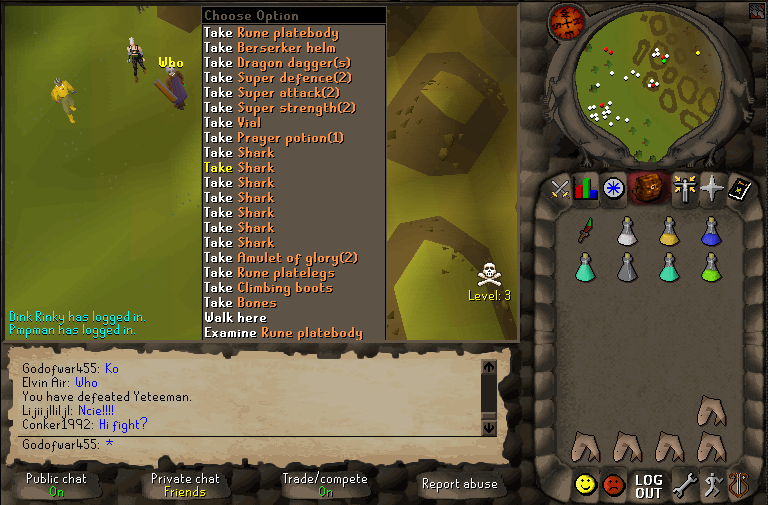 Choose Option
Take Rune platebody
Take Berserker helm
Take Dragon dagger(s)
Take Super defence(2)
Take Super attack(2)
Take Super strength(2)
Take Vial
Take Prayer potion(1)
Take Shark
Take Shark
Take Shark
Take Shark
Take Shark
Take Shark
Take Shark
Take Amulet of glory(2)
Take Rune platelegs
Take Climbing boots
Take Bones
Walk here
Examine Rune platebody
Who
Level: 3
Dink Rinky has logged in.
Pmpman has logged in.
Godofwar455: Ko
Elvin Air: Who
You have defeated Yeteeman.
Lijiijlliljl: Ncie!!!!
Conker1992: Hi fight?
Godofwar455: *
Public chat
On
Private chat
Friends
Trade/compete
On
Report abuse
LOG
OUT